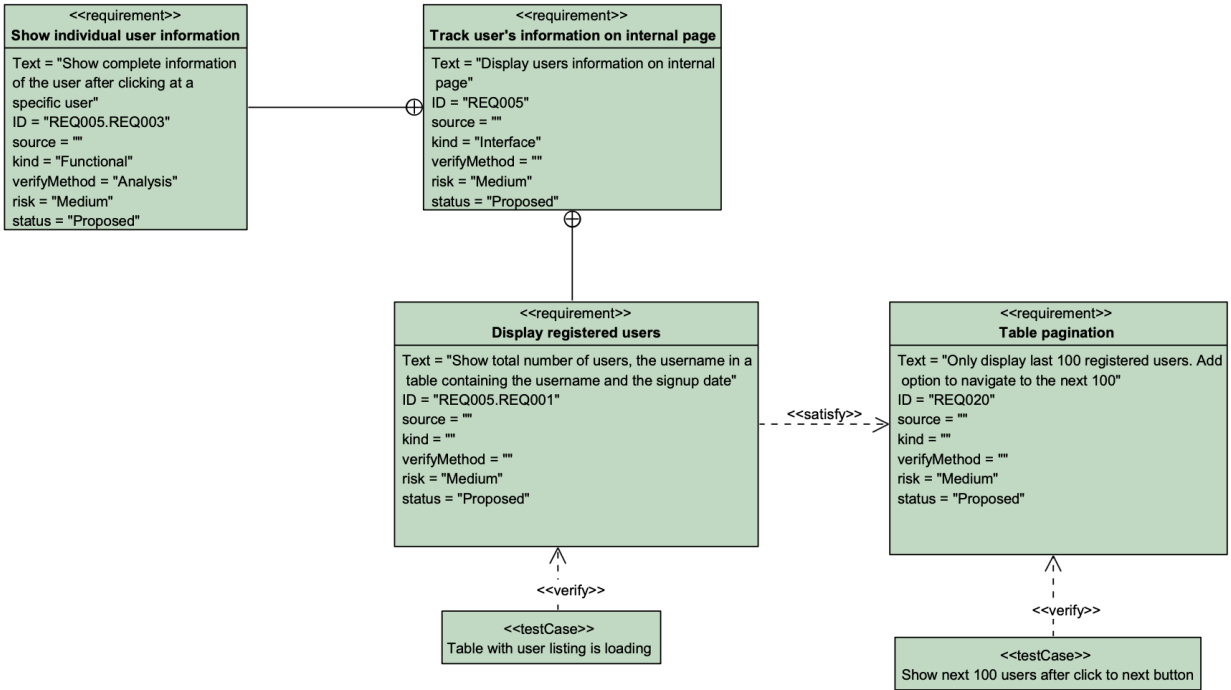 <<requirement>>
Show individual user information
Text = "Show complete information
of the user after clicking at a
specific user"
ID = "REQ005.REQ003"
source = ""
kind = "Functional"
verifyMethod = "Analysis"
risk = "Medium"
status = "Proposed"
<<requirement>>
Track user's information on internal page
Text = "Display users information on internal
page"
ID = "REQ005"
source = ""
kind = "Interface"
verifyMethod = ""
risk = "Medium"
status = "Proposed"
<<requirement>>
Display registered users
Text = "Show total number of users, the username in a
table containing the username and the signup date"
ID = "REQ005.REQ001"
source = ""
kind = ""
verifyMethod = ""
risk = "Medium"
status = "Proposed"
<<satisfy>>
<<requirement>>
Table pagination
Text = "Only display last 100 registered users. Add
option to navigate to the next 100"
ID = "REQ020"
source = ""
kind = ""
verifyMethod = ""
risk = "Medium"
status = "Proposed"
<<verify>>
<<testCase>>
Table with user listing is loading
<<verify>>
<<testCase>>
Show next 100 users after click to next button